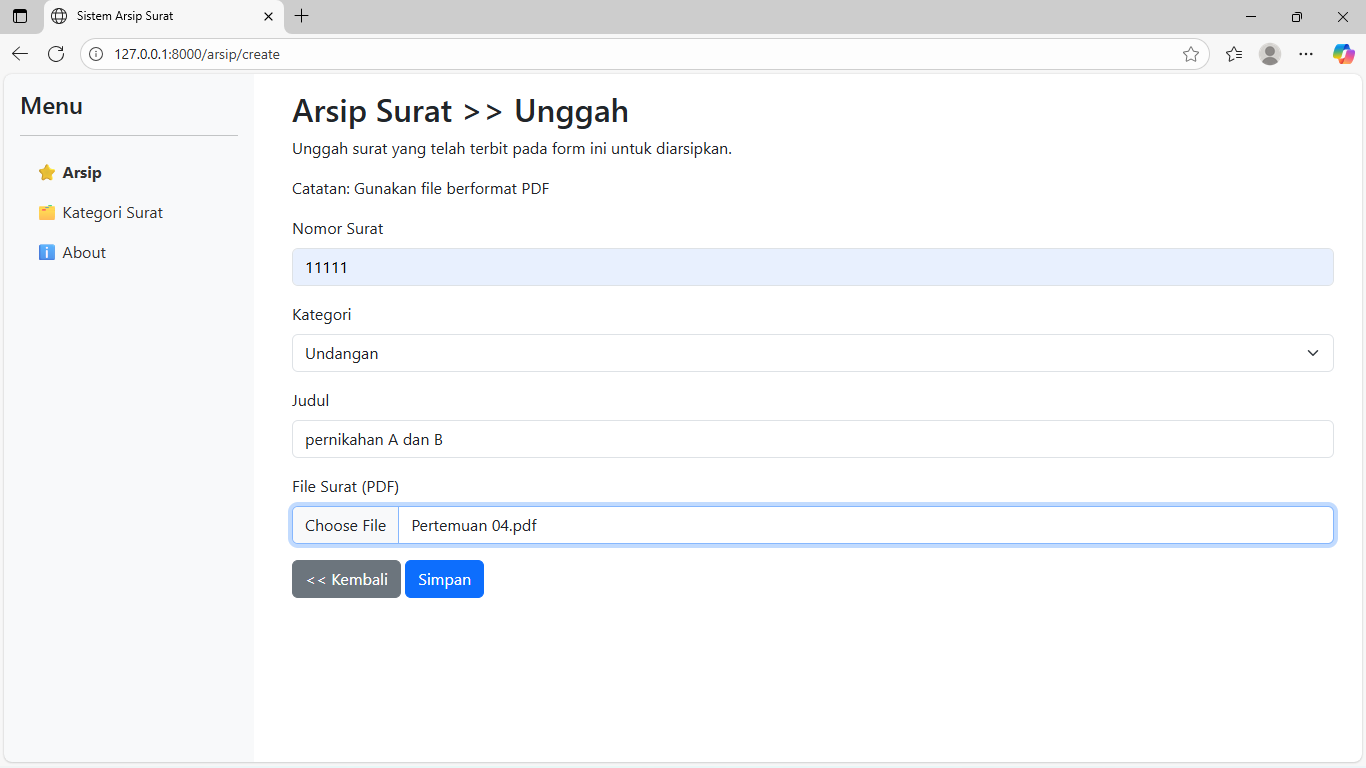 Sistem Arsip Surat
127.0.0.1:8000/arsip/create
Menu
Arsip
Kategori Surat
About
Arsip Surat >> Unggah
Unggah surat yang telah terbit pada form ini untuk diarsipkan.
Catatan: Gunakan file berformat PDF
Nomor Surat
11111
Kategori
Undangan
Judul
pernikahan A dan B
File Surat (PDF)
Choose File Pertemuan 04.pdf
<< Kembali Simpan